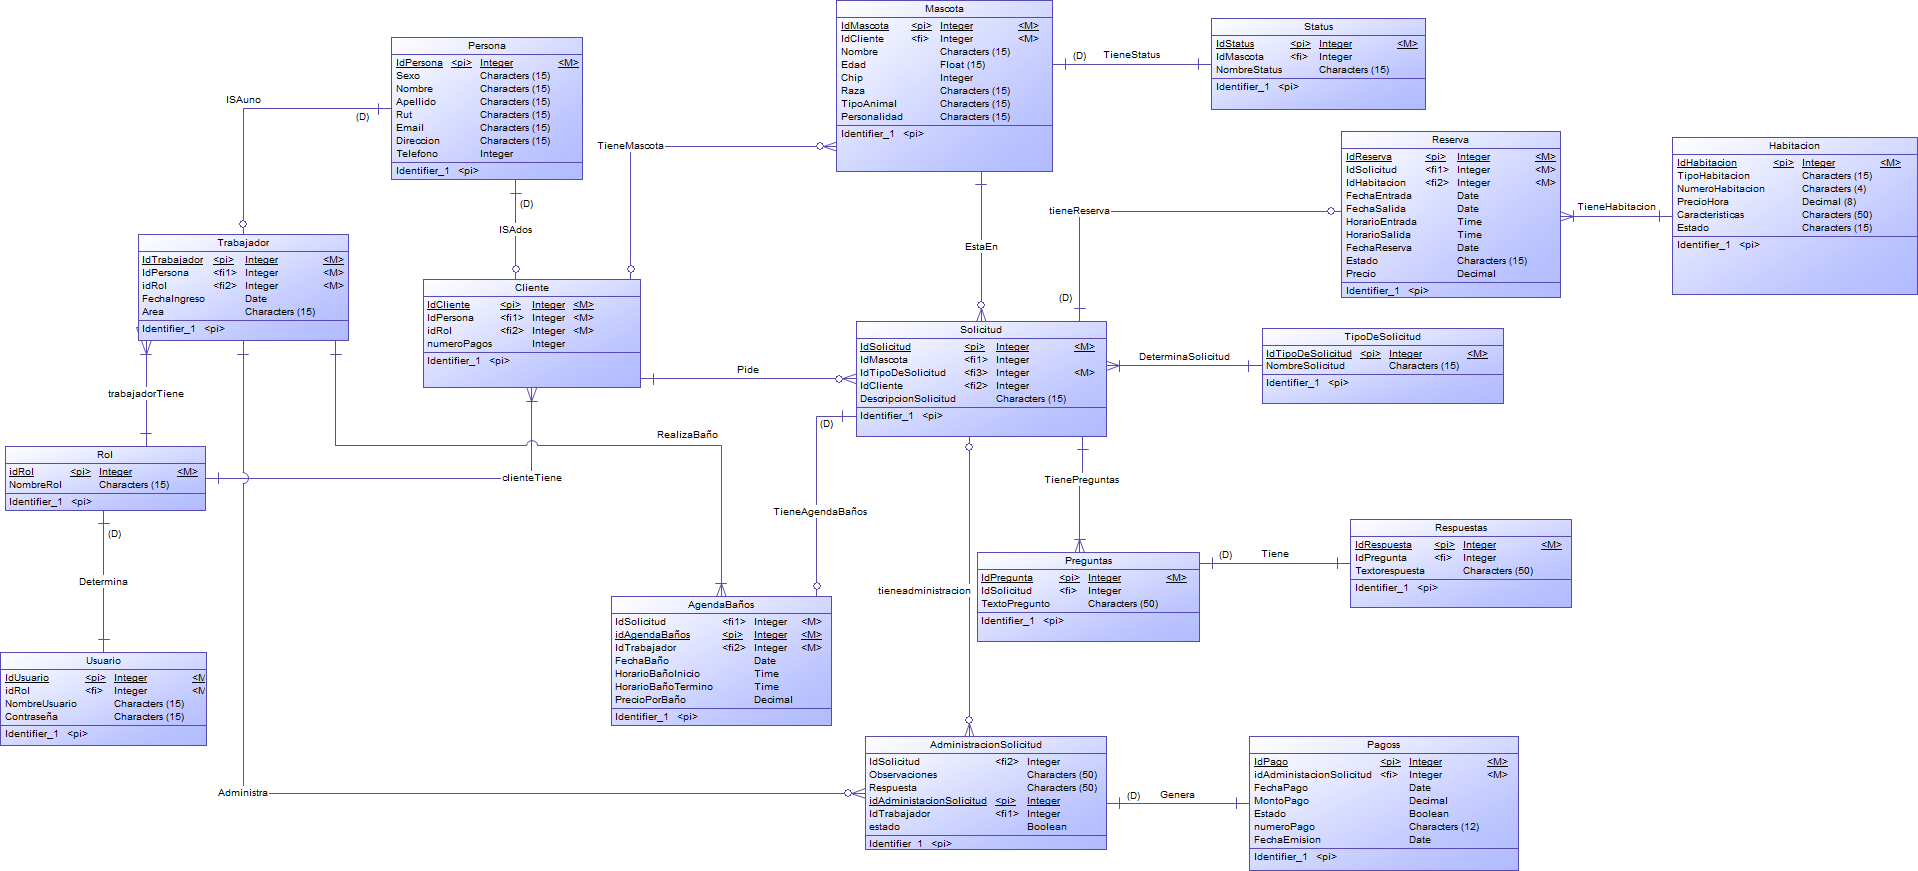 Mascota
IdMascota <pi> Integer <M>
IdCliente <fi> Integer <M>
Nombre Characters (15)
Edad Float (15)
Chip Integer
Raza Characters (15)
TipoAnimal Characters (15)
Personalidad Characters (15)
Identifier_1 <pi>
Status
IdStatus <pi> Integer <M>
IdMascota <fi> Integer
NombreStatus Characters (15)
Identifier_1 <pi>
(D) TieneStatus
Persona
IdPersona <pi> Integer <M>
Sexo Characters (15)
Nombre Characters (15)
Apellido Characters (15)
Rut Characters (15)
Email Characters (15)
Direccion Characters (15)
Telefono Integer
Identifier_1 <pi>
ISAuno
(D)
(D)
ISAdos
TieneMascota
Reserva
IdReserva <pi> Integer <M>
IdSolicitud <fi1> Integer <M>
IdHabitacion <fi2> Integer <M>
FechaEntrada Date
FechaSalida Date
HorarioEntrada Time
HorarioSalida Time
FechaReserva Date
Estado Characters (15)
Precio Decimal
Identifier_1 <pi>
TieneHabitacion
Habitacion
IdHabitacion <pi> Integer <M>
TipoHabitacion Characters (15)
NumeroHabitacion Characters (4)
PrecioHora Decimal (8)
Caracteristicas Characters (50)
Estado Characters (15)
Identifier_1 <pi>
tieneReserva
(D)
EstaEn
Trabajador
IdTrabajador <pi> Integer <M>
IdPersona <fi1> Integer <M>
idRol <fi2> Integer <M>
FechaIngreso Date
Area Characters (15)
Identifier_1 <pi>
Cliente
IdCliente <pi> Integer <M>
IdPersona <fi1> Integer <M>
idRol <fi2> Integer <M>
numeroPagos Integer
Identifier_1 <pi>
Pide
Solicitud
IdSolicitud <pi> Integer <M>
IdMascota <fi1> Integer
IdTipoDeSolicitud <fi3> Integer <M>
IdCliente <fi2> Integer
DescripcionSolicitud Characters (15)
Identifier_1 <pi>
DeterminaSolicitud
TipoDeSolicitud
IdTipoDeSolicitud <pi> Integer <M>
NombreSolicitud Characters (15)
Identifier_1 <pi>
trabajadorTiene
RealizaBaño
(D)
Rol
idRol <pi> Integer <M>
NombreRol Characters (15)
Identifier_1 <pi>
clienteTiene
TienePreguntas
TieneAgendaBaños
(D)
Determina
Respuestas
IdRespuesta <pi> Integer <M>
IdPregunta <fi> Integer
Textorespuesta Characters (50)
Identifier_1 <pi>
(D) Tiene
Preguntas
IdPregunta <pi> Integer <M>
IdSolicitud <fi> Integer
TextoPregunto Characters (50)
Identifier_1 <pi>
tieneadministracion
AgendaBaños
IdSolicitud <fi1> Integer <M>
idAgendaBaños <pi> Integer <M>
IdTrabajador <fi2> Integer <M>
FechaBaño Date
HorarioBañoInicio Time
HorarioBañoTermino Time
PrecioPorBaño Decimal
Identifier_1 <pi>
Usuario
IdUsuario <pi> Integer <M
idRol <fi> Integer <M
NombreUsuario Characters (15)
Contraseña Characters (15)
Identifier_1 <pi>
Administra
AdministracionSolicitud
IdSolicitud <fi2> Integer
Observaciones Characters (50)
Respuesta Characters (50)
idAdministacionSolicitud <pi> Integer
IdTrabajador <fi1> Integer
estado Boolean
Identifier_1 <pi>
(D) Genera
Pagoss
IdPago <pi> Integer <M>
idAdministacionSolicitud <fi> Integer <M>
FechaPago Date
MontoPago Decimal
Estado Boolean
numeroPago Characters (12)
FechaEmision Date
Identifier_1 <pi>